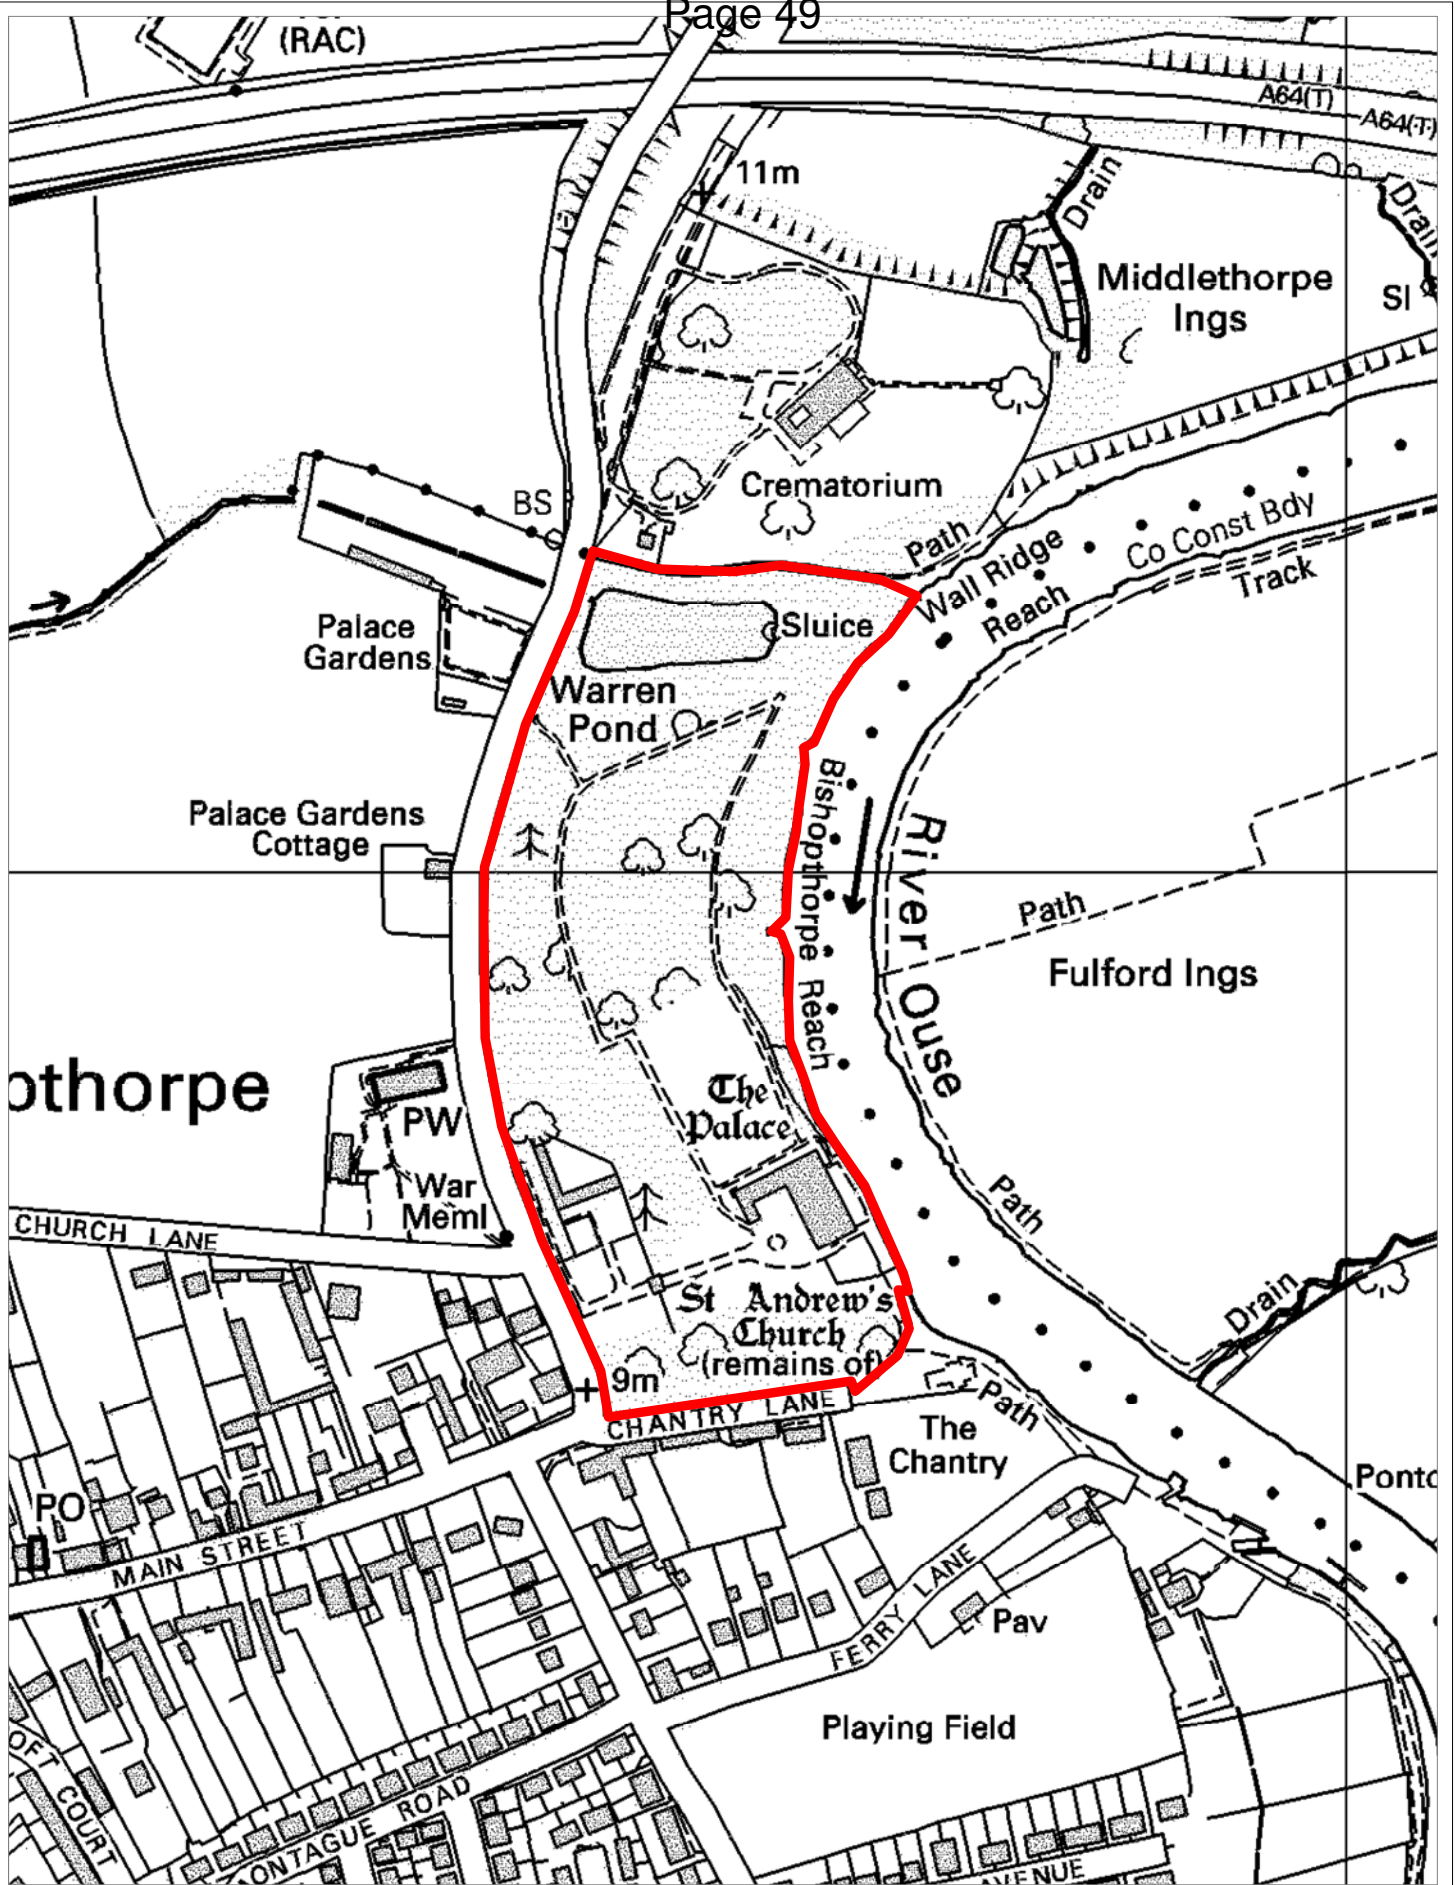 Page 49
(RAC)
A64(T)
A64(T)
11m
Drain
Drain
Middlethorpe
Ings
Sl
BS
Crematorium
Path
Wall Ridge
Reach
Co Const Bdy
Track
Palace
Gardens
Sluice
Warren
Pond
Palace Gardens
Cottage
Bishopthorpe Reach
River Ouse
Path
Fulford Ings
pthorpe
PW
War
Meml
The
Palace
CHURCH LANE
Path
St Andrew's
Church
(remains of)
Drain
9m
CHANTRY LANE
Path
The
Chantry
Ponto
PO
MAIN STREET
FERRY LANE
Pav
Playing Field
OFT COURT
ONTAGUE ROAD
AVENUE